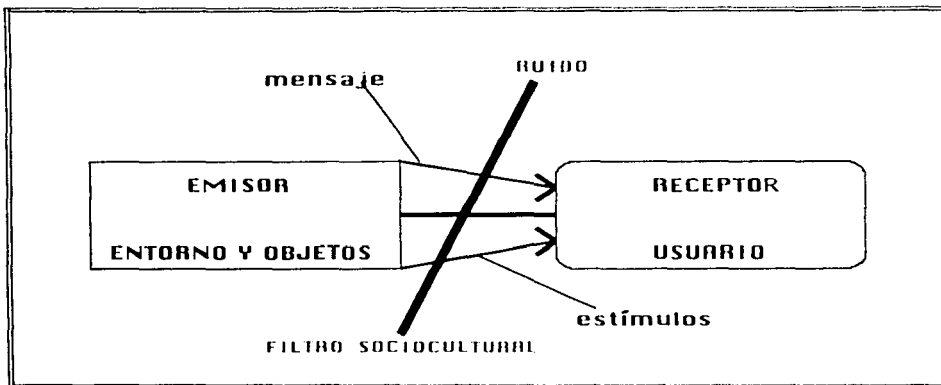 RUIDO
mensaje
EMISOR
RECEPTOR
ENTORNO Y OBJETOS
USUARIO
estímulos
FILTRO SOCIOCULTURAL